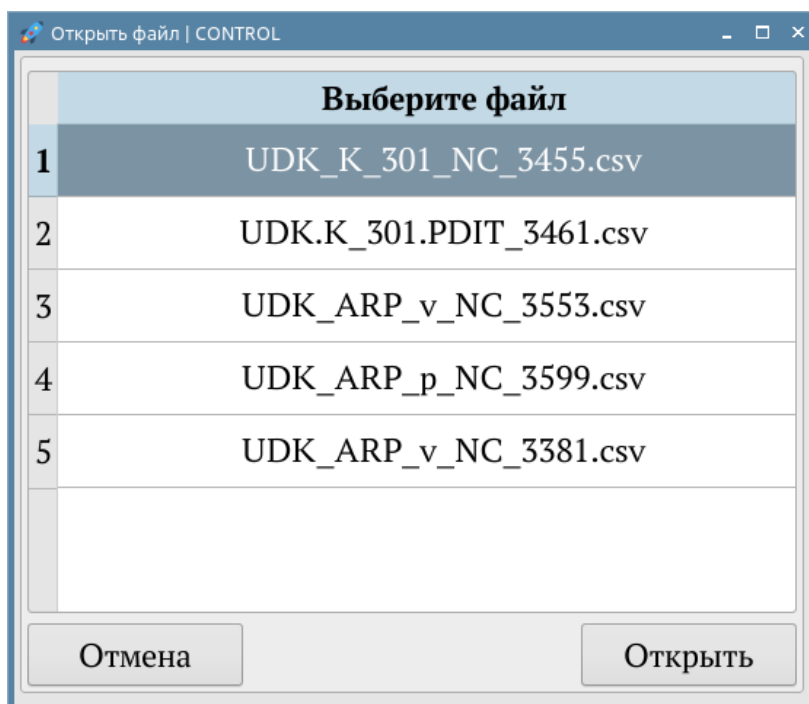 Открыть файл | CONTROL
Выберите файл
1 UDK_K_301_NC_3455.csv
2 UDK.K_301.PDIT_3461.csv
3 UDK_ARP_v_NC_3553.csv
4 UDK_ARP_p_NC_3599.csv
5 UDK_ARP_v_NC_3381.csv
Отмена Открыть